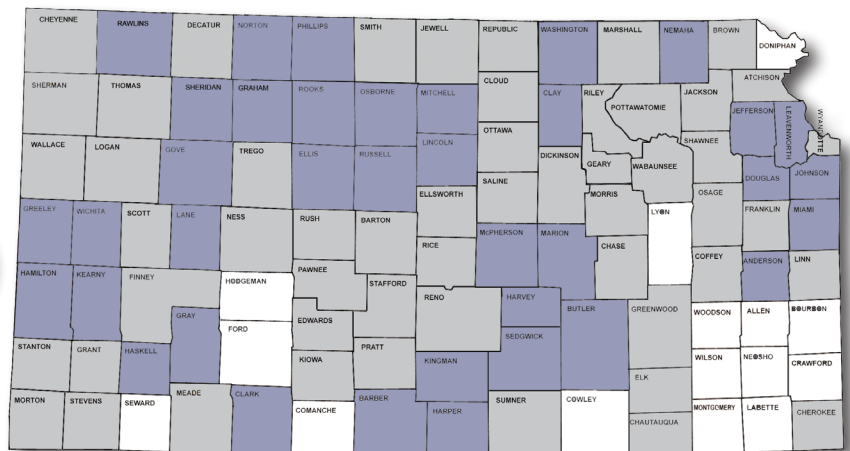 CHEYENNE
RAWLINS
DECATUR
NORTON
PHILLIPS
SMITH
JEWELL
REPUBLIC
WASHINGTON
MARSHALL
NEMAHA
BROWN
DONIPHAN
SHERMAN
THOMAS
SHERIDAN
GRAHAM
ROOKS
OSBORNE
MITCHELL
CLOUD
CLAY
RILEY
POTTAWATOMIE
JACKSON
ATCHISON
JEFFERSON
LEAVENWORTH
WYANDOTTE
WALLACE
LOGAN
GOVE
TREGO
ELLIS
RUSSELL
LINCOLN
OTTAWA
DICKINSON
GEARY
WABAUNSEE
SHAWNEE
DOUGLAS
JOHNSON
GREELEY
WICHITA
SCOTT
LANE
NESS
RUSH
BARTON
ELLSWORTH
SALINE
MORRIS
LYON
OSAGE
FRANKLIN
MIAMI
HAMILTON
KEARNY
FINNEY
HODGEMAN
PAWNEE
STAFFORD
RICE
McPHERSON
MARION
CHASE
COFFEY
ANDERSON
LINN
GRAY
FORD
EDWARDS
RENO
HARVEY
BUTLER
GREENWOOD
WOODSON
ALLEN
BOURBON
STANTON
GRANT
HASKELL
KIOWA
PRATT
KINGMAN
SEDGWICK
ELK
WILSON
NEOSHO
CRAWFORD
MORTON
STEVENS
SEWARD
MEADE
CLARK
COMANCHE
BARBER
HARPER
SUMNER
COWLEY
CHAUTAUQUA
MONTGOMERY
LABETTE
CHEROKEE